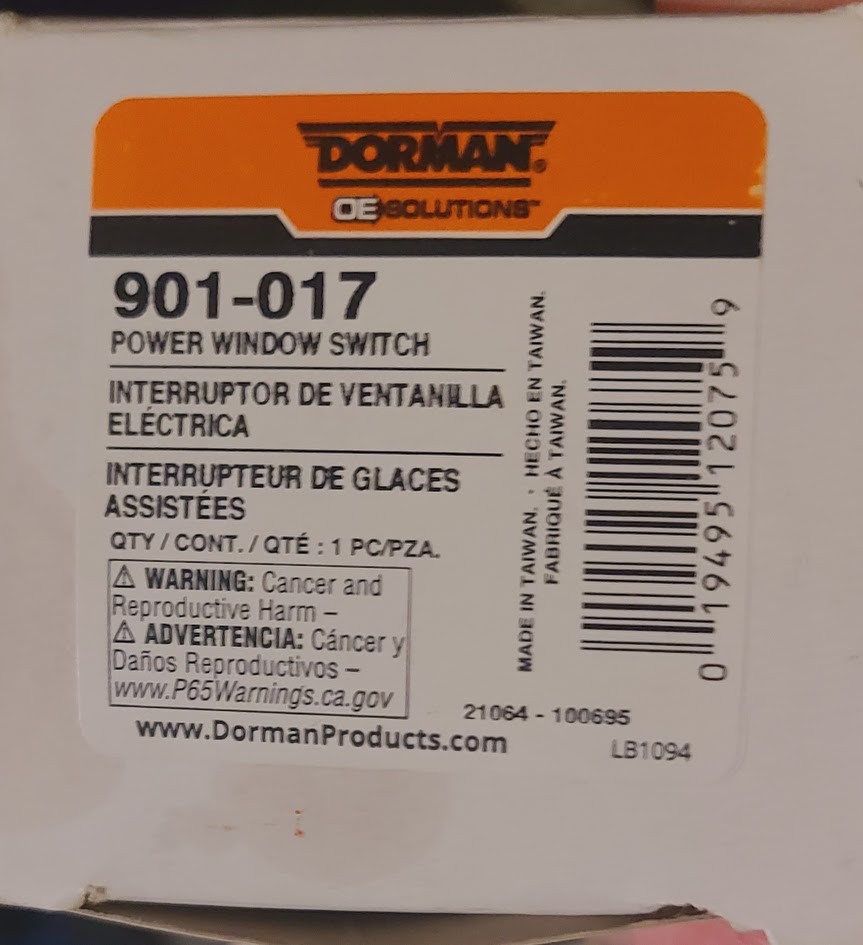 DORMAN®
OE SOLUTIONS™
901-017
POWER WINDOW SWITCH
INTERRUPTOR DE VENTANILLA
ELÉCTRICA
INTERRUPTEUR DE GLACES
ASSISTÉES
QTY / CONT. / QTÉ : 1 PC/PZA.
⚠ WARNING: Cancer and
Reproductive Harm –
⚠ ADVERTENCIA: Cáncer y
Daños Reproductivos –
www.P65Warnings.ca.gov
www.DormanProducts.com
MADE IN TAIWAN. · HECHO EN TAIWAN.
FABRIQUÉ À TAIWAN.
0 19495 12075 9
21064 - 100695
LB1094